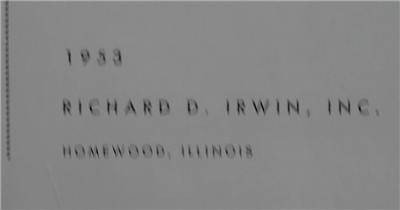 1953
RICHARD D. IRWIN, INC.
HOMEWOOD, ILLINOIS